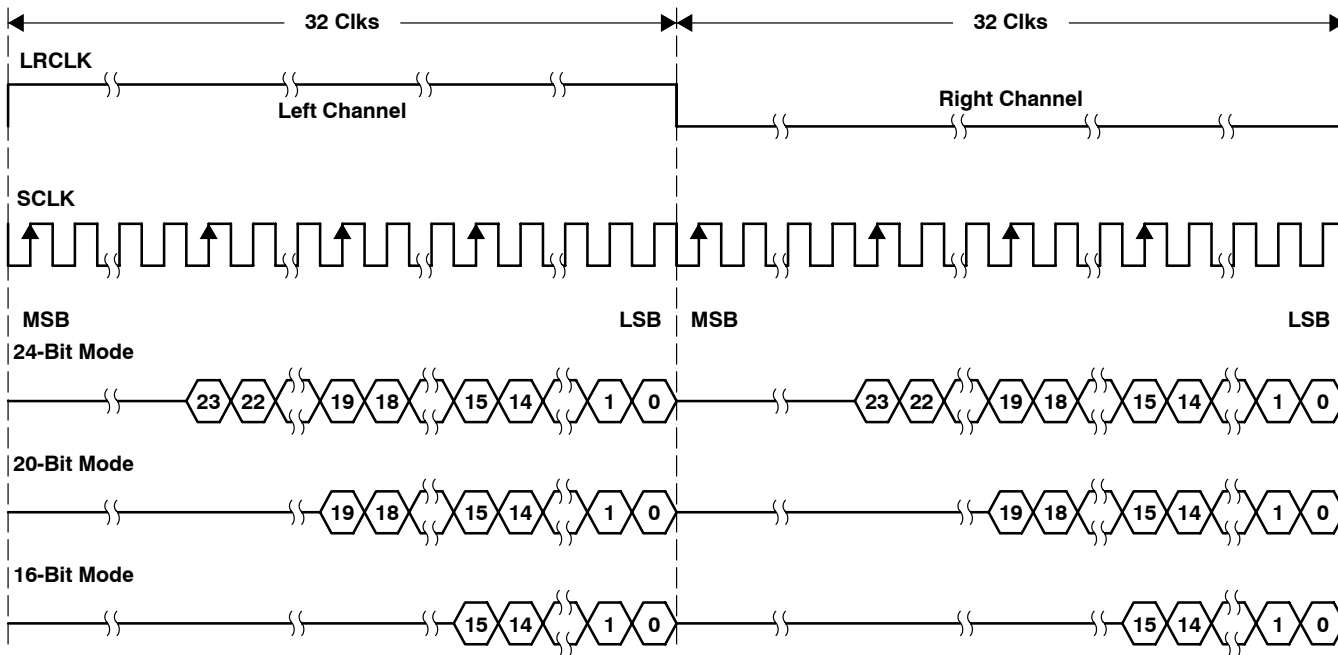 32 Clks 32 Clks
LRCLK
Left Channel Right Channel
SCLK
MSB LSB MSB LSB
24-Bit Mode
23 22 19 18 15 14 1 0 23 22 19 18 15 14 1 0
20-Bit Mode
19 18 15 14 1 0 19 18 15 14 1 0
16-Bit Mode
15 14 1 0 15 14 1 0